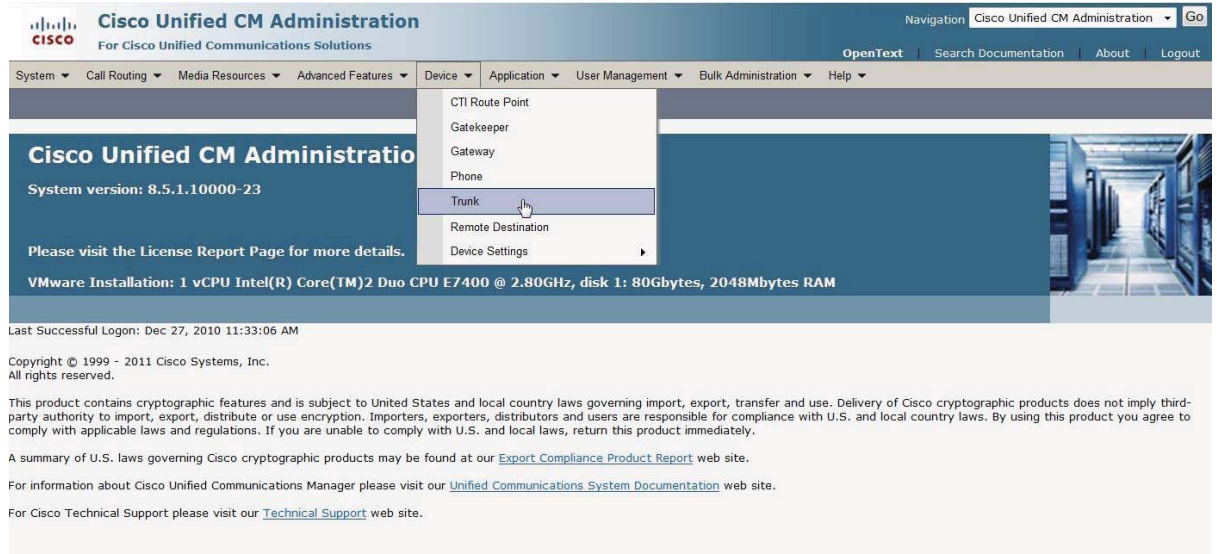 CISCO
Cisco Unified CM Administration
For Cisco Unified Communications Solutions
Navigation Cisco Unified CM Administration Go
OpenText | Search Documentation | About | Logout
System Call Routing Media Resources Advanced Features Device Application User Management Bulk Administration Help
CTI Route Point
Gatekeeper
Gateway
Phone
Trunk
Remote Destination
Device Settings
Cisco Unified CM Administratio
System version: 8.5.1.10000-23
Please visit the License Report Page for more details.
VMware Installation: 1 vCPU Intel(R) Core(TM)2 Duo CPU E7400 @ 2.80GHz, disk 1: 80Gbytes, 2048Mbytes RAM
Last Successful Logon: Dec 27, 2010 11:33:06 AM
Copyright © 1999 - 2011 Cisco Systems, Inc.
All rights reserved.
This product contains cryptographic features and is subject to United States and local country laws governing import, export, transfer and use. Delivery of Cisco cryptographic products does not imply third-
party authority to import, export, distribute or use encryption. Importers, exporters, distributors and users are responsible for compliance with U.S. and local country laws. By using this product you agree to
comply with applicable laws and regulations. If you are unable to comply with U.S. and local laws, return this product immediately.
A summary of U.S. laws governing Cisco cryptographic products may be found at our Export Compliance Product Report web site.
For information about Cisco Unified Communications Manager please visit our Unified Communications System Documentation web site.
For Cisco Technical Support please visit our Technical Support web site.